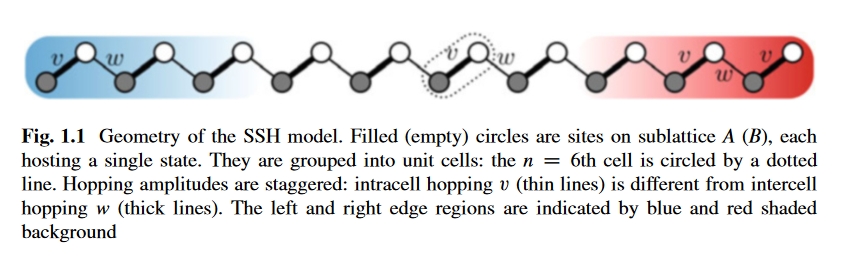 v w v w v w v
Fig. 1.1 Geometry of the SSH model. Filled (empty) circles are sites on sublattice A (B), each
hosting a single state. They are grouped into unit cells: the n = 6th cell is circled by a dotted
line. Hopping amplitudes are staggered: intracell hopping v (thin lines) is different from intercell
hopping w (thick lines). The left and right edge regions are indicated by blue and red shaded
background